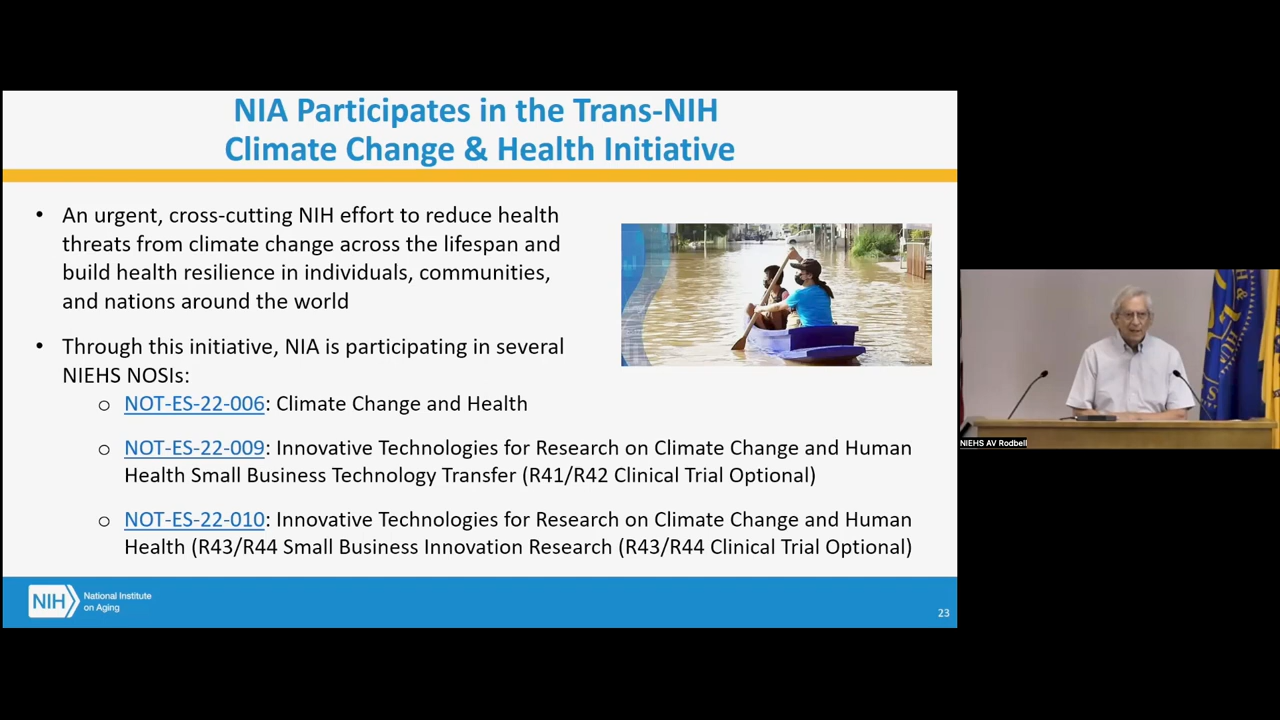 NIA Participates in the Trans-NIH
Climate Change & Health Initiative
• An urgent, cross-cutting NIH effort to reduce health
threats from climate change across the lifespan and
build health resilience in individuals, communities,
and nations around the world
• Through this initiative, NIA is participating in several
NIEHS NOSIs:
o NOT-ES-22-006: Climate Change and Health
o NOT-ES-22-009: Innovative Technologies for Research on Climate Change and Human
Health Small Business Technology Transfer (R41/R42 Clinical Trial Optional)
o NOT-ES-22-010: Innovative Technologies for Research on Climate Change and Human
Health (R43/R44 Small Business Innovation Research (R43/R44 Clinical Trial Optional)
NIH
National Institute
on Aging
23
NIEHS AV Rodbell